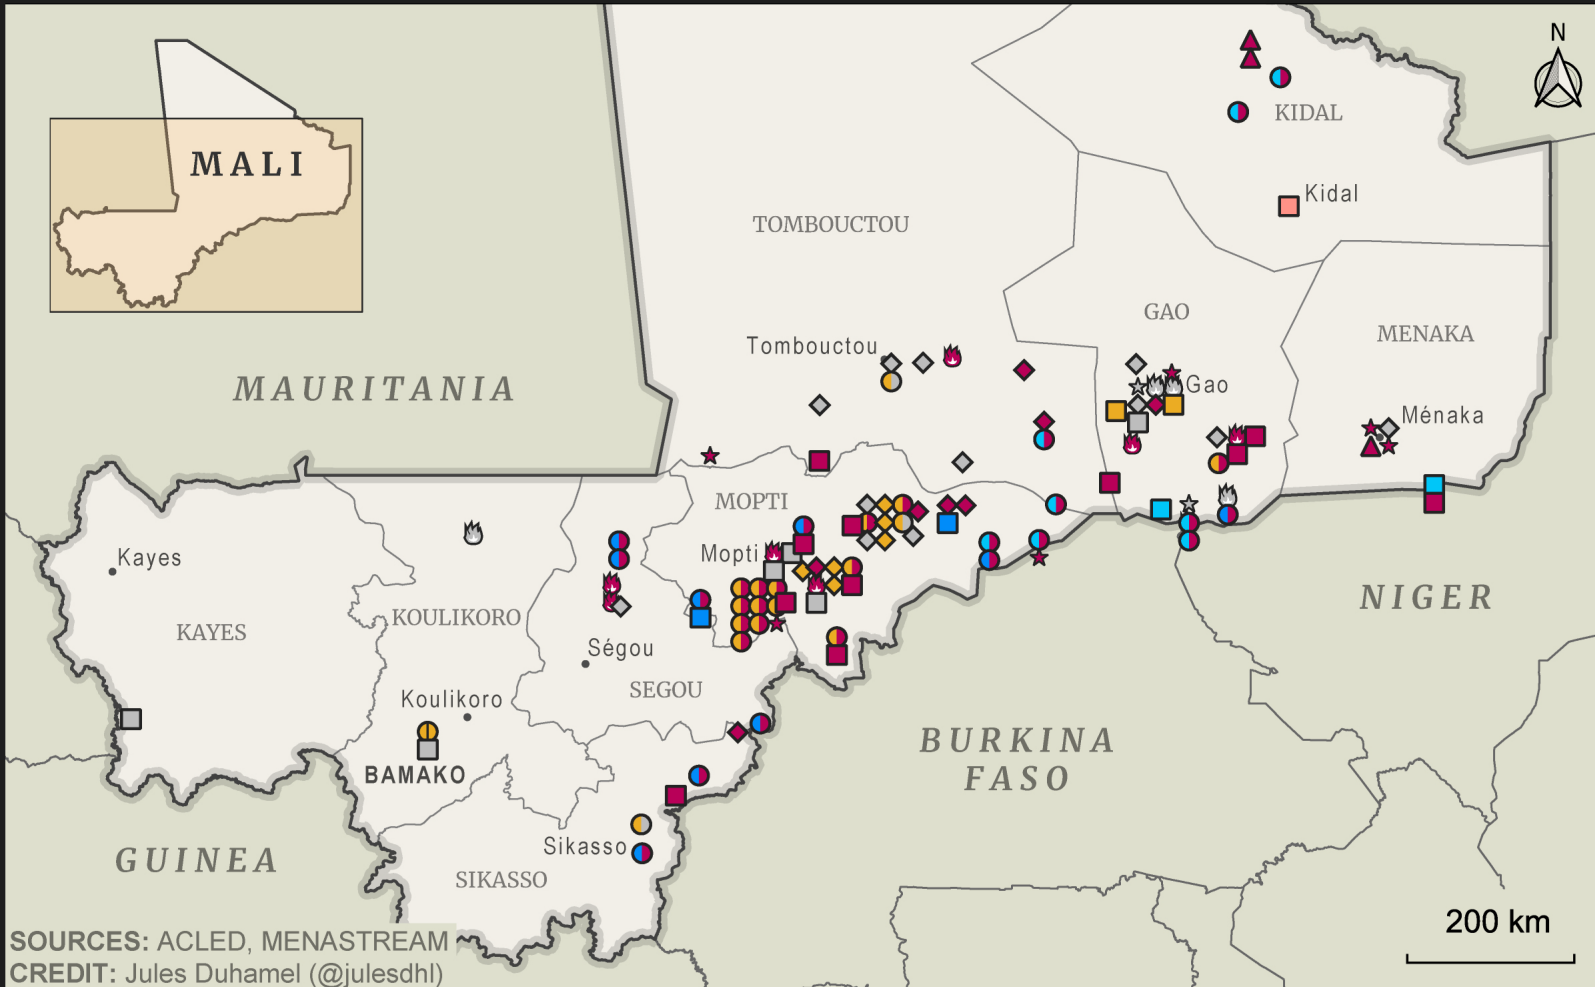 N
KIDAL
MALI
Kidal
TOMBOUCTOU
GAO
MENAKA
Tombouctou
MAURITANIA
Gao
Ménaka
MOPTI
Kayes
Mopti
NIGER
KAYES
KOULIKORO
Ségou
SEGOU
Koulikoro
BURKINA
FASO
BAMAKO
Sikasso
GUINEA
SIKASSO
200 km
SOURCES: ACLED, MENASTREAM
CREDIT: Jules Duhamel (@julesdhl)